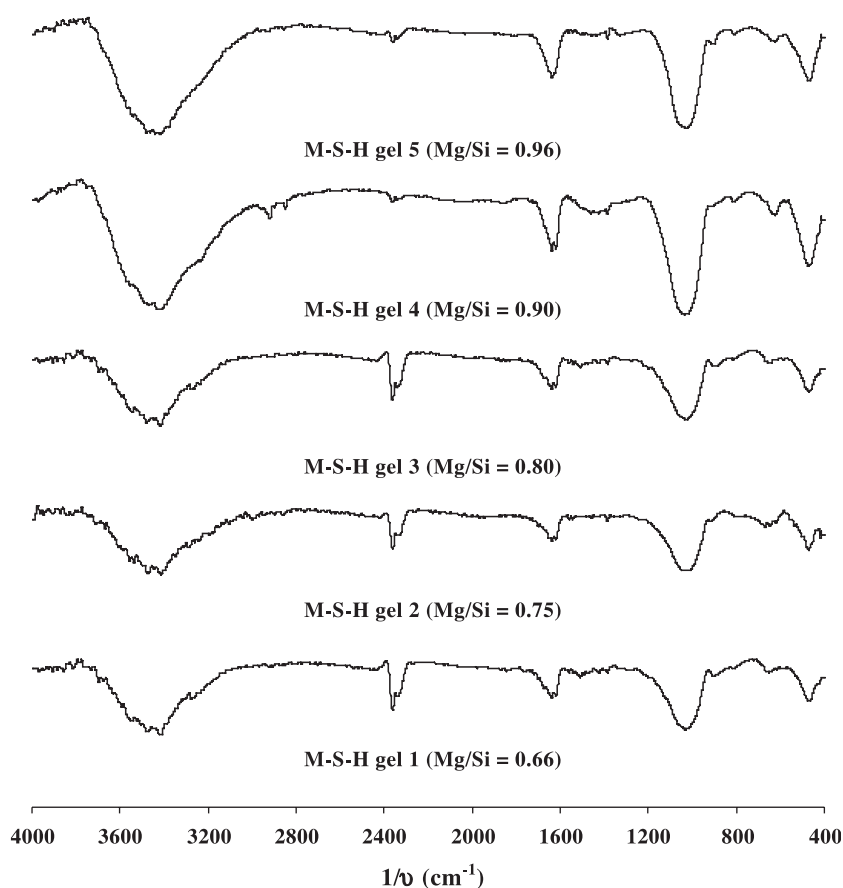 M-S-H gel 5 (Mg/Si = 0.96)
M-S-H gel 4 (Mg/Si = 0.90)
M-S-H gel 3 (Mg/Si = 0.80)
M-S-H gel 2 (Mg/Si = 0.75)
M-S-H gel 1 (Mg/Si = 0.66)
4000 3600 3200 2800 2400 2000 1600 1200 800 400
1/υ (cm⁻¹)